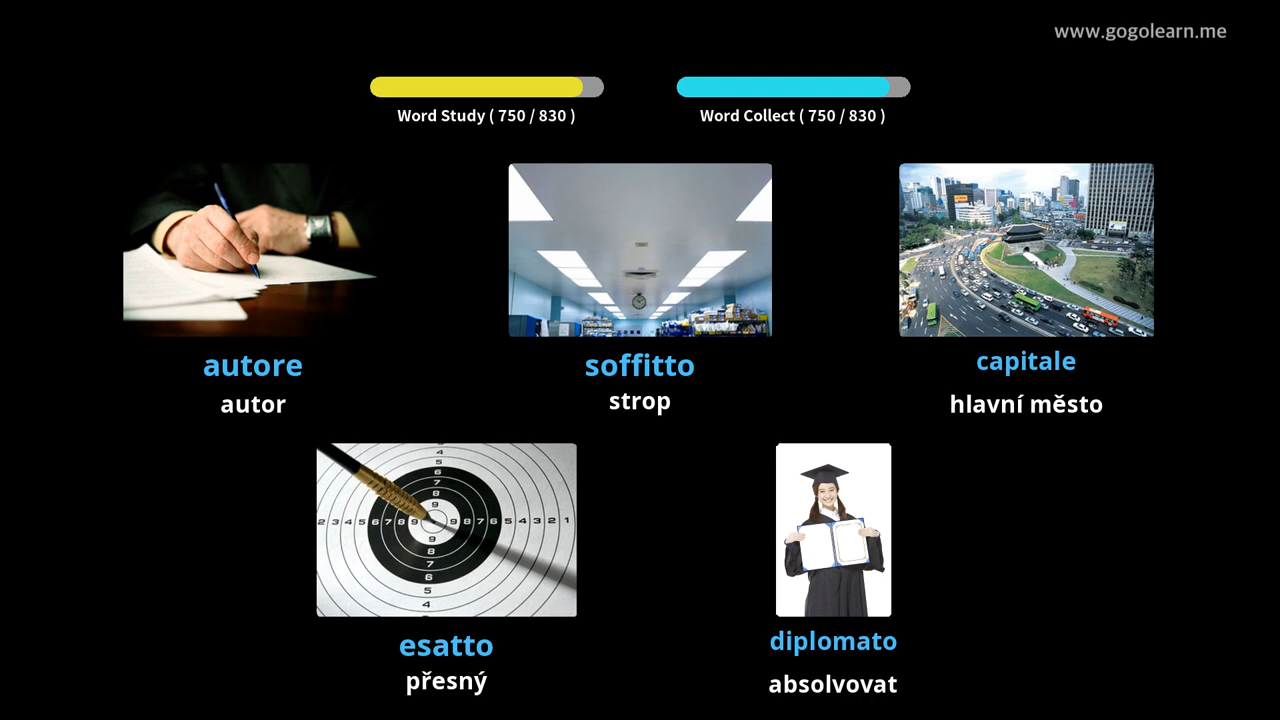 www.gogolearn.me
Word Study ( 750 / 830 )
Word Collect ( 750 / 830 )
autore
autor
soffitto
strop
capitale
hlavní město
esatto
přesný
diplomato
absolvovat